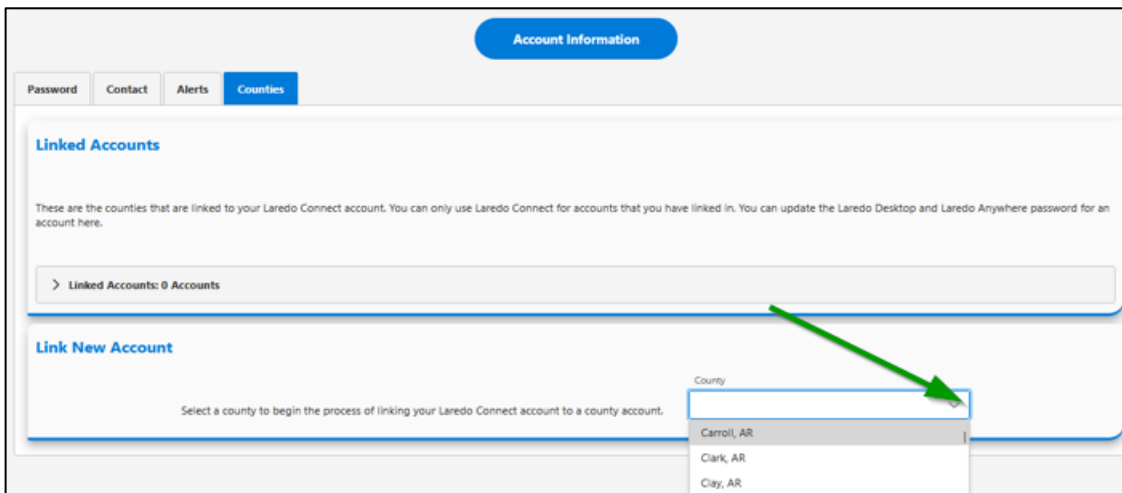 Account Information
Password Contact Alerts Counties
Linked Accounts
These are the counties that are linked to your Laredo Connect account. You can only use Laredo Connect for accounts that you have linked in. You can update the Laredo Desktop and Laredo Anywhere password for an
account here.
Linked Accounts: 0 Accounts
Link New Account
County
Select a county to begin the process of linking your Laredo Connect account to a county account.
Carroll, AR
Clark, AR
Clay, AR